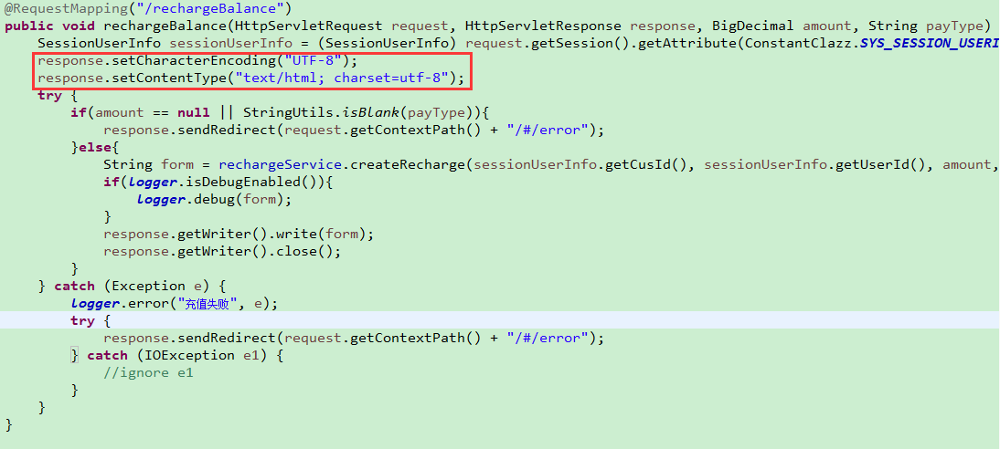 @RequestMapping("/rechargeBalance")
public void rechargeBalance(HttpServletRequest request, HttpServletResponse response, BigDecimal amount, String payType)
SessionUserInfo sessionUserInfo = (SessionUserInfo) request.getSession().getAttribute(ConstantClazz.SYS_SESSION_USERI
response.setCharacterEncoding("UTF-8");
response.setContentType("text/html; charset=utf-8");
try {
if(amount == null || StringUtils.isBlank(payType)){
response.sendRedirect(request.getContextPath() + "/#/error");
}else{
String form = rechargeService.createRecharge(sessionUserInfo.getCusId(), sessionUserInfo.getUserId(), amount,
if(logger.isDebugEnabled()){
logger.debug(form);
}
response.getWriter().write(form);
response.getWriter().close();
}
} catch (Exception e) {
logger.error("充值失败", e);
try {
response.sendRedirect(request.getContextPath() + "/#/error");
} catch (IOException e1) {
//ignore e1
}
}
}